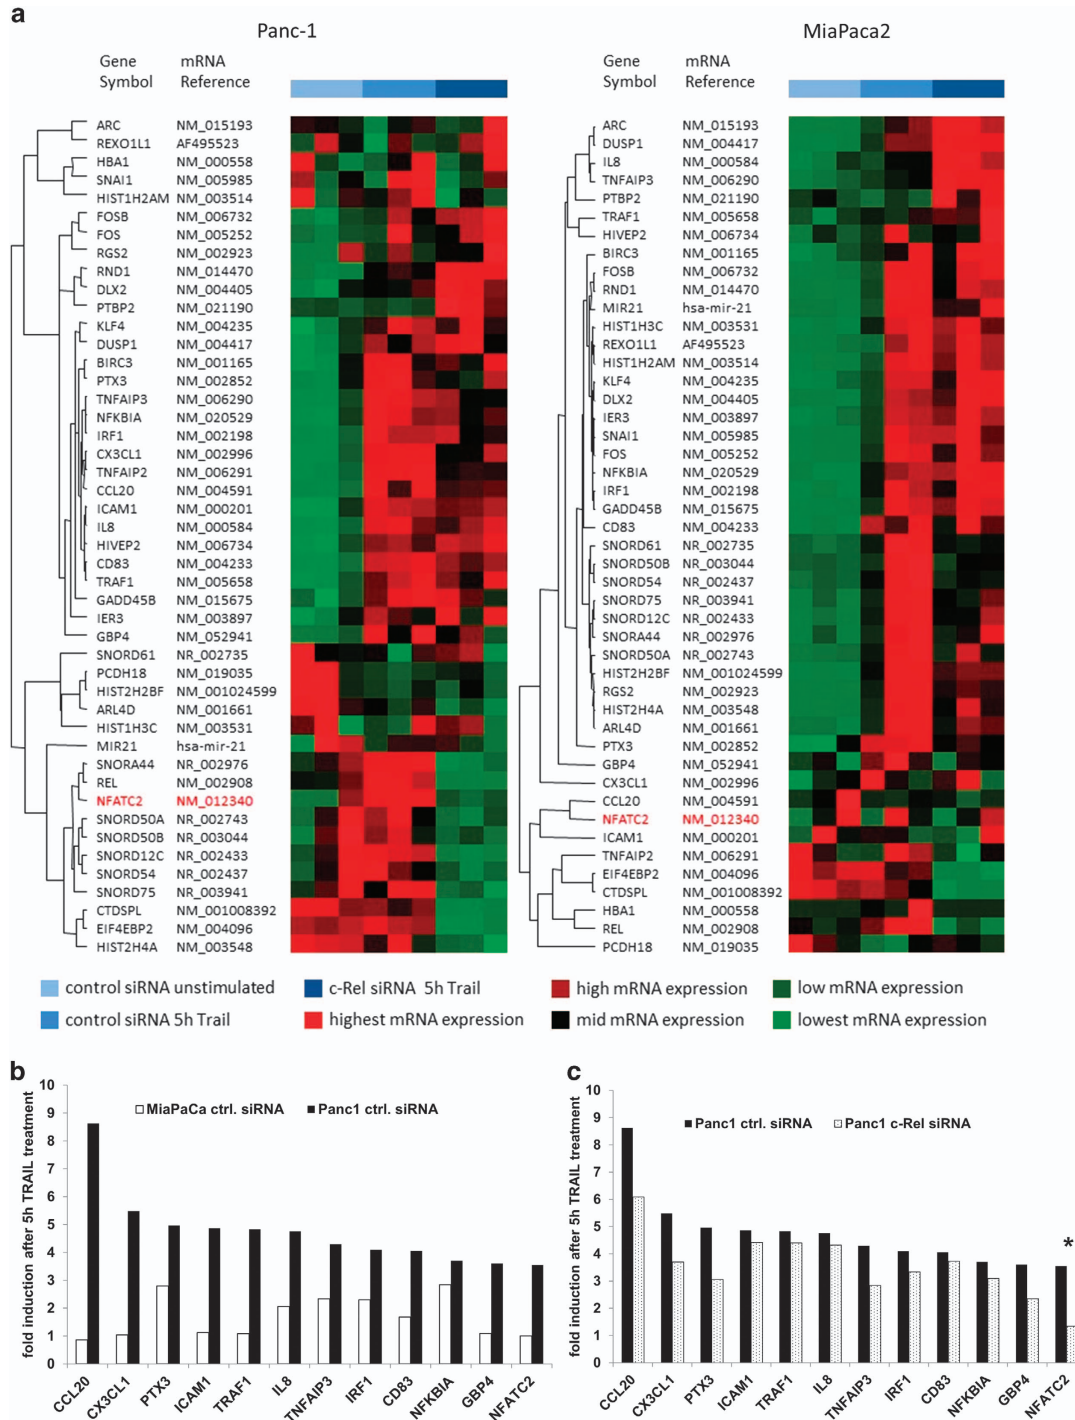 a
Panc-1
MiaPaca2
Gene Symbol mRNA Reference
ARC NM_015193
REXO1L1 AF495523
HBA1 NM_000558
SNAI1 NM_005985
HIST1H2AM NM_003514
FOSB NM_006732
FOS NM_005252
RGS2 NM_002923
RND1 NM_014470
DLX2 NM_004405
PTBP2 NM_021190
KLF4 NM_004235
DUSP1 NM_004417
BIRC3 NM_001165
PTX3 NM_002852
TNFAIP3 NM_006290
NFKBIA NM_020529
IRF1 NM_002198
CX3CL1 NM_002996
TNFAIP2 NM_006291
CCL20 NM_004591
ICAM1 NM_000201
IL8 NM_000584
HIVEP2 NM_006734
CD83 NM_004233
TRAF1 NM_005658
GADD45B NM_015675
IER3 NM_003897
GBP4 NM_052941
SNORD61 NR_002735
PCDH18 NM_019035
HIST2H2BF NM_001024599
ARL4D NM_001661
HIST1H3C NM_003531
MIR21 hsa-mir-21
SNORA44 NR_002976
REL NM_002908
NFATC2 NM_012340
SNORD50A NR_002743
SNORD50B NR_003044
SNORD12C NR_002433
SNORD54 NR_002437
SNORD75 NR_003941
CTDSPL NM_001008392
EIF4EBP2 NM_004096
HIST2H4A NM_003548
Gene Symbol mRNA Reference
ARC NM_015193
DUSP1 NM_004417
IL8 NM_000584
TNFAIP3 NM_006290
PTBP2 NM_021190
TRAF1 NM_005658
HIVEP2 NM_006734
BIRC3 NM_001165
FOSB NM_006732
RND1 NM_014470
MIR21 hsa-mir-21
HIST1H3C NM_003531
REXO1L1 AF495523
HIST1H2AM NM_003514
KLF4 NM_004235
DLX2 NM_004405
IER3 NM_003897
SNAI1 NM_005985
FOS NM_005252
NFKBIA NM_020529
IRF1 NM_002198
GADD45B NM_015675
CD83 NM_004233
SNORD61 NR_002735
SNORD50B NR_003044
SNORD54 NR_002437
SNORD75 NR_003941
SNORD12C NR_002433
SNORA44 NR_002976
SNORD50A NR_002743
HIST2H2BF NM_001024599
RGS2 NM_002923
HIST2H4A NM_003548
ARL4D NM_001661
PTX3 NM_002852
GBP4 NM_052941
CX3CL1 NM_002996
CCL20 NM_004591
NFATC2 NM_012340
ICAM1 NM_000201
TNFAIP2 NM_006291
EIF4EBP2 NM_004096
CTDSPL NM_001008392
HBA1 NM_000558
REL NM_002908
PCDH18 NM_019035
control siRNA unstimulated
c-Rel siRNA 5h Trail
high mRNA expression
low mRNA expression
control siRNA 5h Trail
highest mRNA expression
mid mRNA expression
lowest mRNA expression
b
fold induction after 5h TRAIL treatment
10
9
8
7
6
5
4
3
2
1
0
MiaPaCa ctrl. siRNA
Panc1 ctrl. siRNA
CCL20
CX3CL1
PTX3
ICAM1
TRAF1
IL8
TNFAIP3
IRF1
CD83
NFKBIA
GBP4
NFATC2
c
fold induction after 5h TRAIL treatment
10
9
8
7
6
5
4
3
2
1
0
Panc1 ctrl. siRNA
Panc1 c-Rel siRNA
*
CCL20
CX3CL1
PTX3
ICAM1
TRAF1
IL8
TNFAIP3
IRF1
CD83
NFKBIA
GBP4
NFATC2